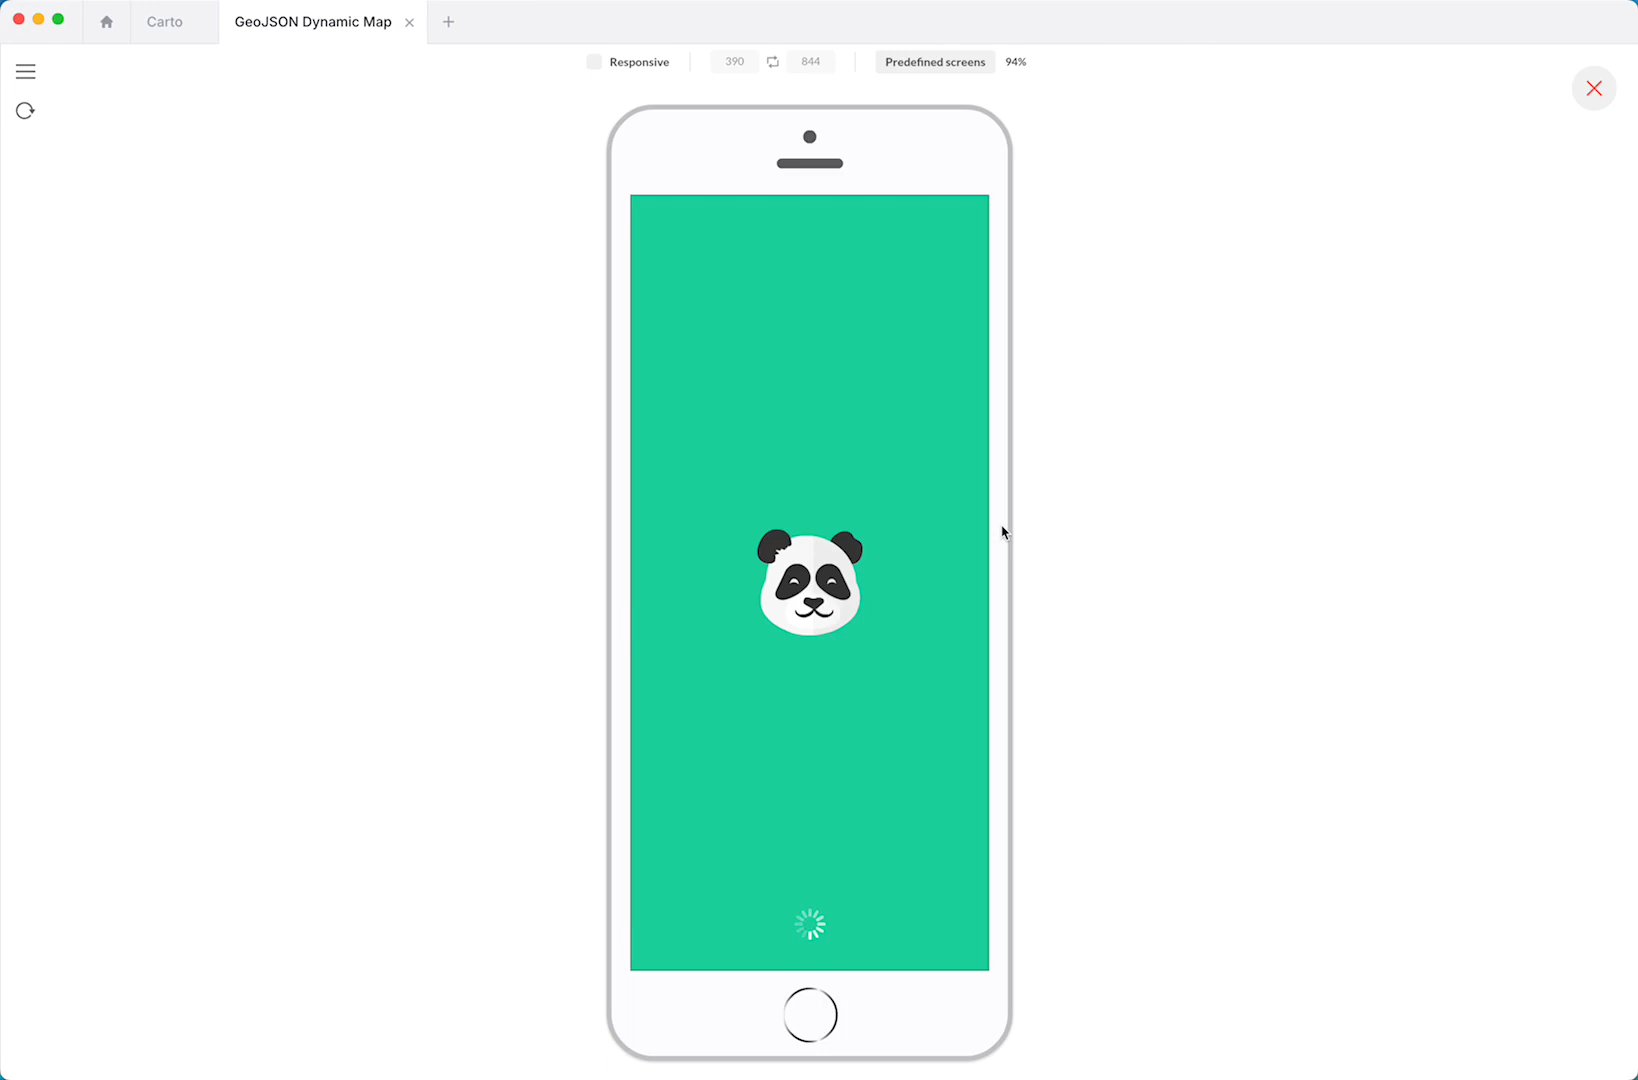 Carto
GeoJSON Dynamic Map
Responsive
390
844
Predefined screens
94%